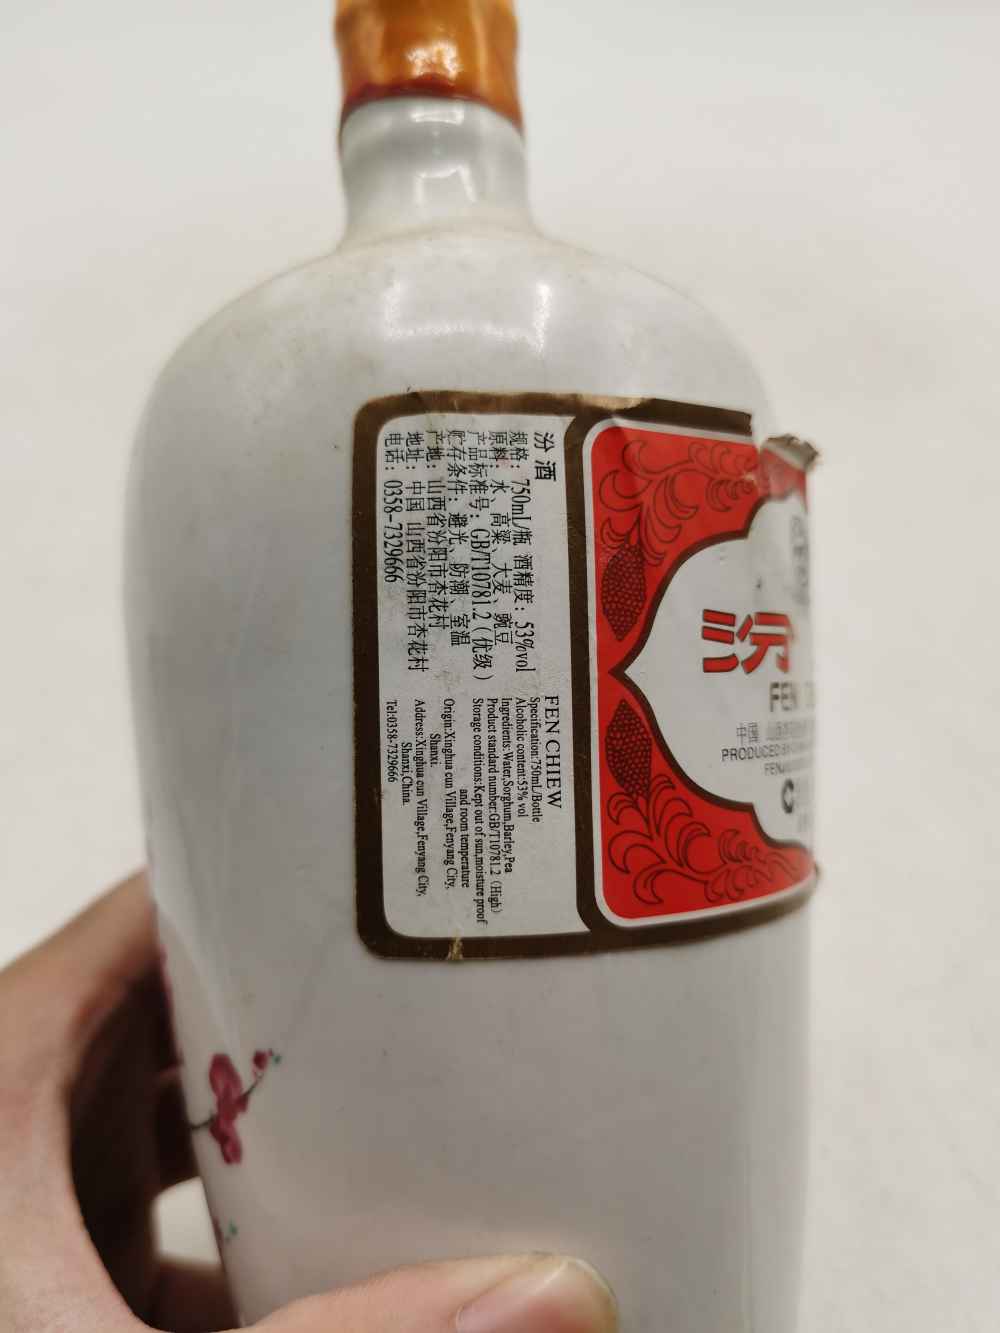 汾酒
规格：750mL/瓶 酒精度：53%vol
原料：水、高粱、大麦、豌豆
产品标准号：GB/T10781.2（优级）
贮存条件：避光、防潮、室温
产地：山西省汾阳市杏花村
地址：中国 山西省汾阳市杏花村
电话：0358-7329666
FEN CHIEW
Specification:750mL/Bottle
Alcoholic content:53% vol
Ingredients:Water,Sorghum,Barley,Pea
Product standard number:GB/T10781.2（High）
Storage conditions:Kept out of sun,moisture proof
and room temperature
Origin:Xinghua cun Village,Fenyang City,
Shanxi.
Address:Xinghua cun Village,Fenyang City,
Shanxi,China.
Tel:0358-7329666
汾
FEN
中国
PRODUCED